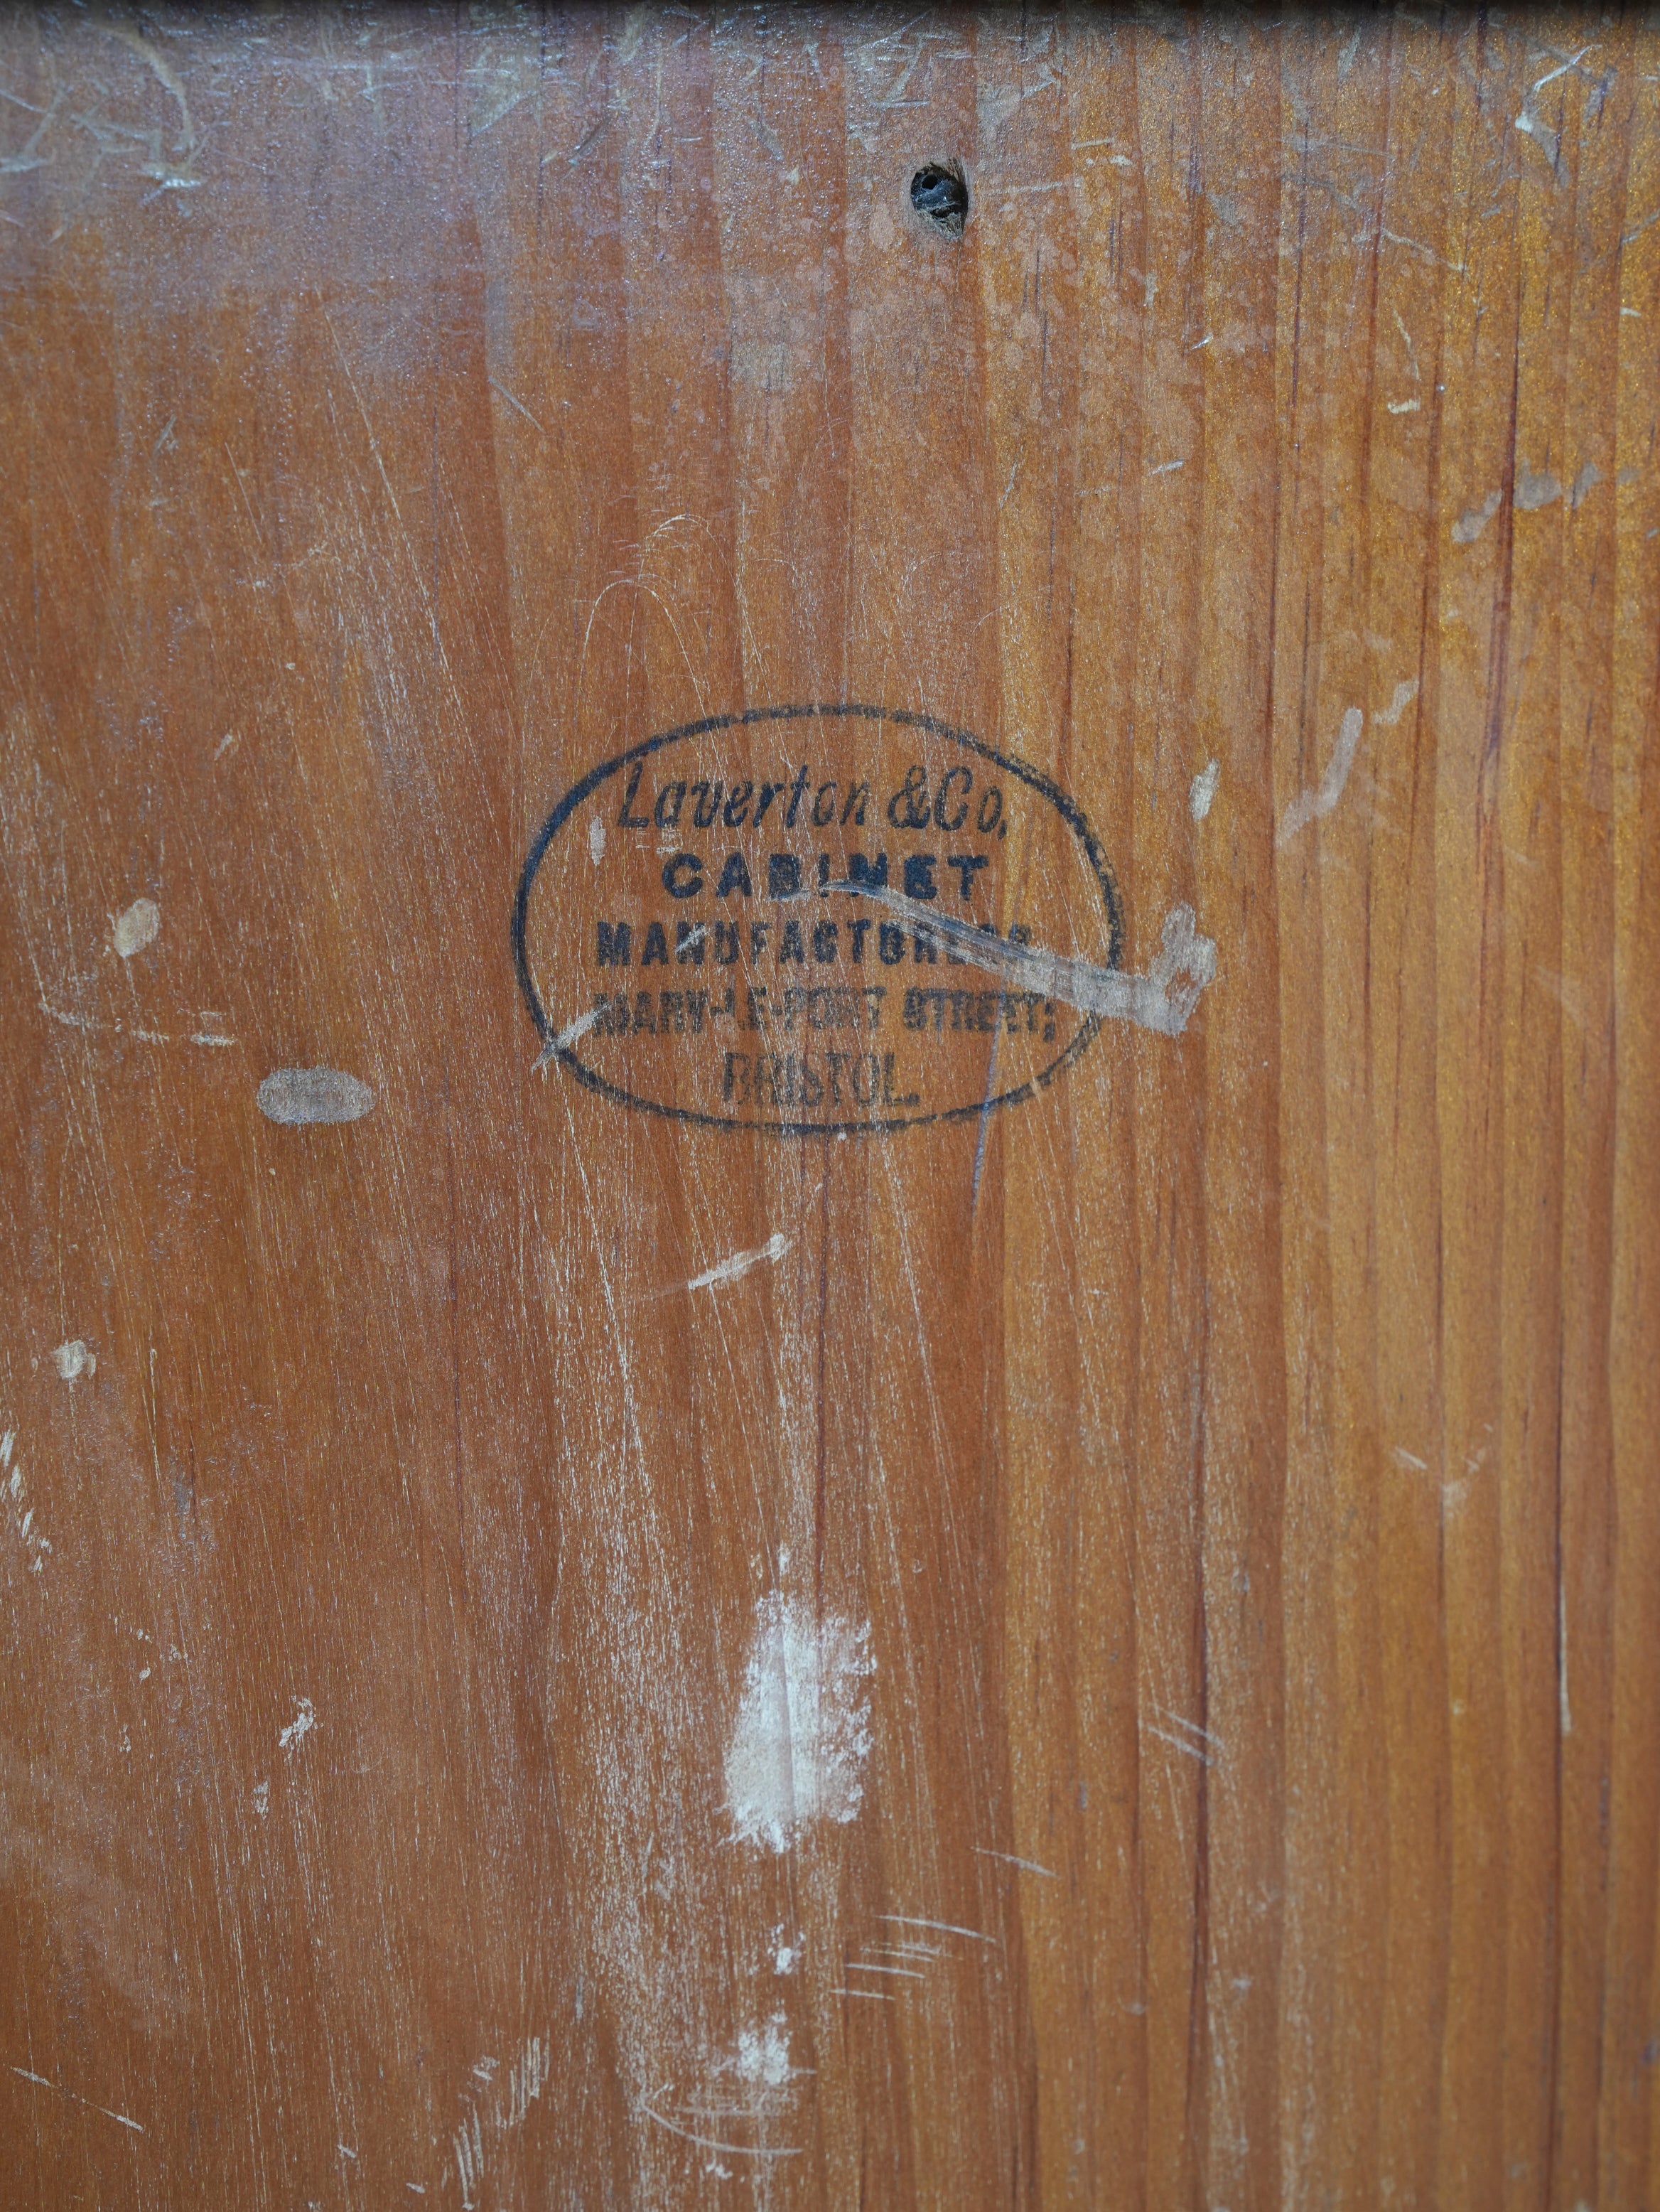 Laverton & Co.
CABINET
MANUFACTURERS
MARY-LE-PORT STREET;
BRISTOL.